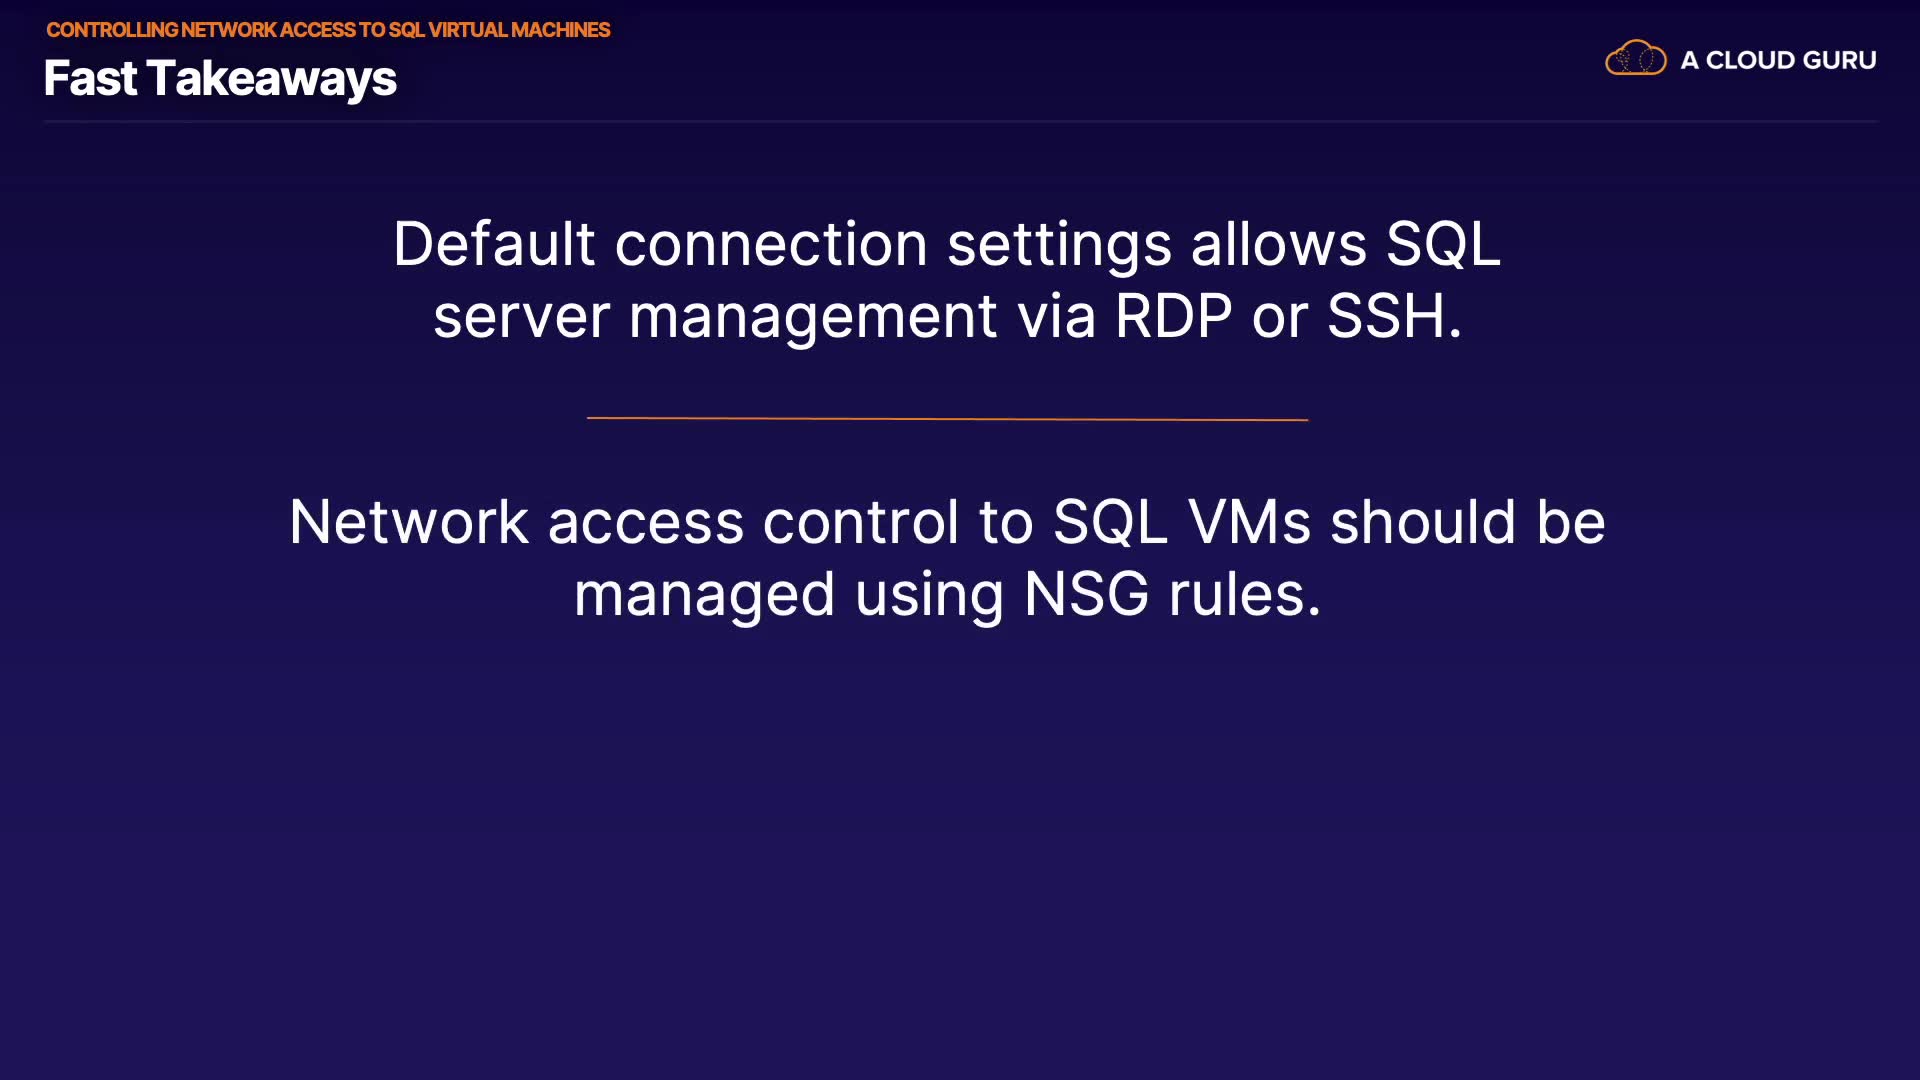 CONTROLLING NETWORK ACCESS TO SQL VIRTUAL MACHINES
Fast Takeaways
A CLOUD GURU
Default connection settings allows SQL
server management via RDP or SSH.
Network access control to SQL VMs should be
managed using NSG rules.